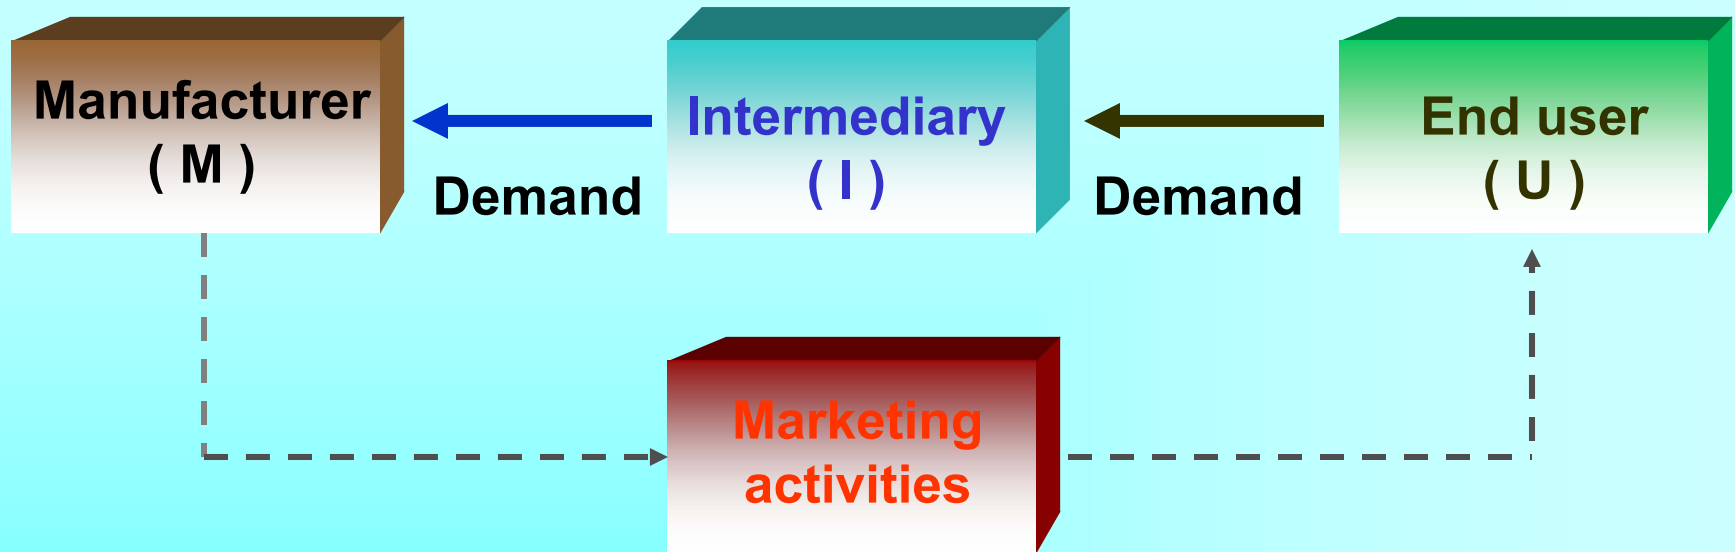 Manufacturer
( M )
Demand
Intermediary
( I )
Demand
End user
( U )
Marketing
activities